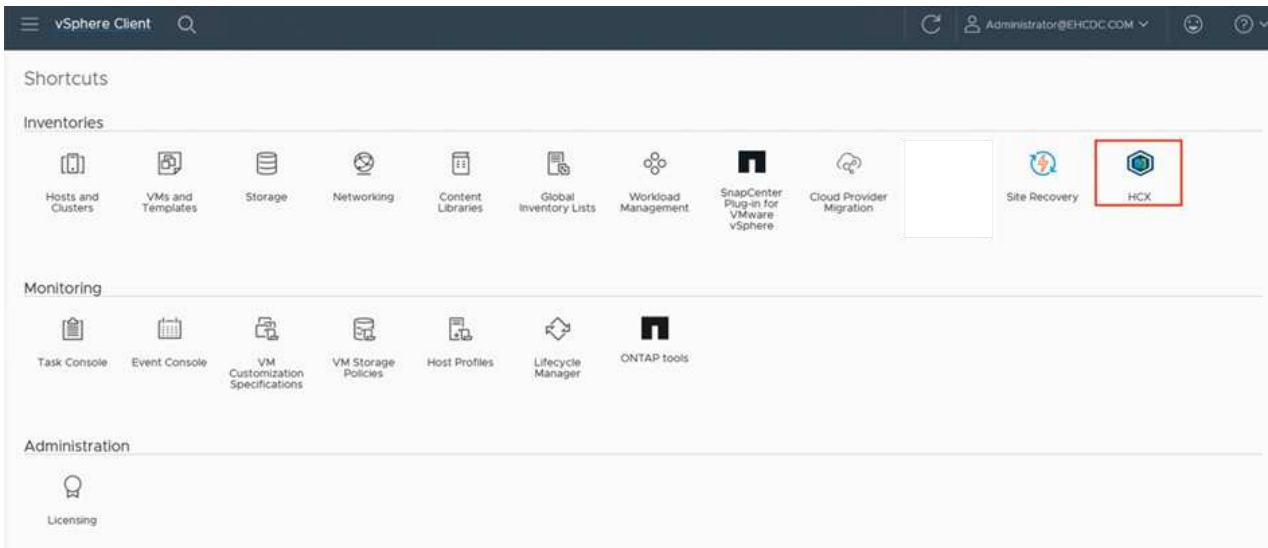 vSphere Client
Administrator@EHCDC.COM
Shortcuts
Inventories
Hosts and
Clusters
VMs and
Templates
Storage
Networking
Content
Libraries
Global
Inventory Lists
Workload
Management
SnapCenter
Plug-in for
VMware
vSphere
Cloud Provider
Migration
Site Recovery
HCX
Monitoring
Task Console
Event Console
VM
Customization
Specifications
VM Storage
Policies
Host Profiles
Lifecycle
Manager
ONTAP tools
Administration
Licensing